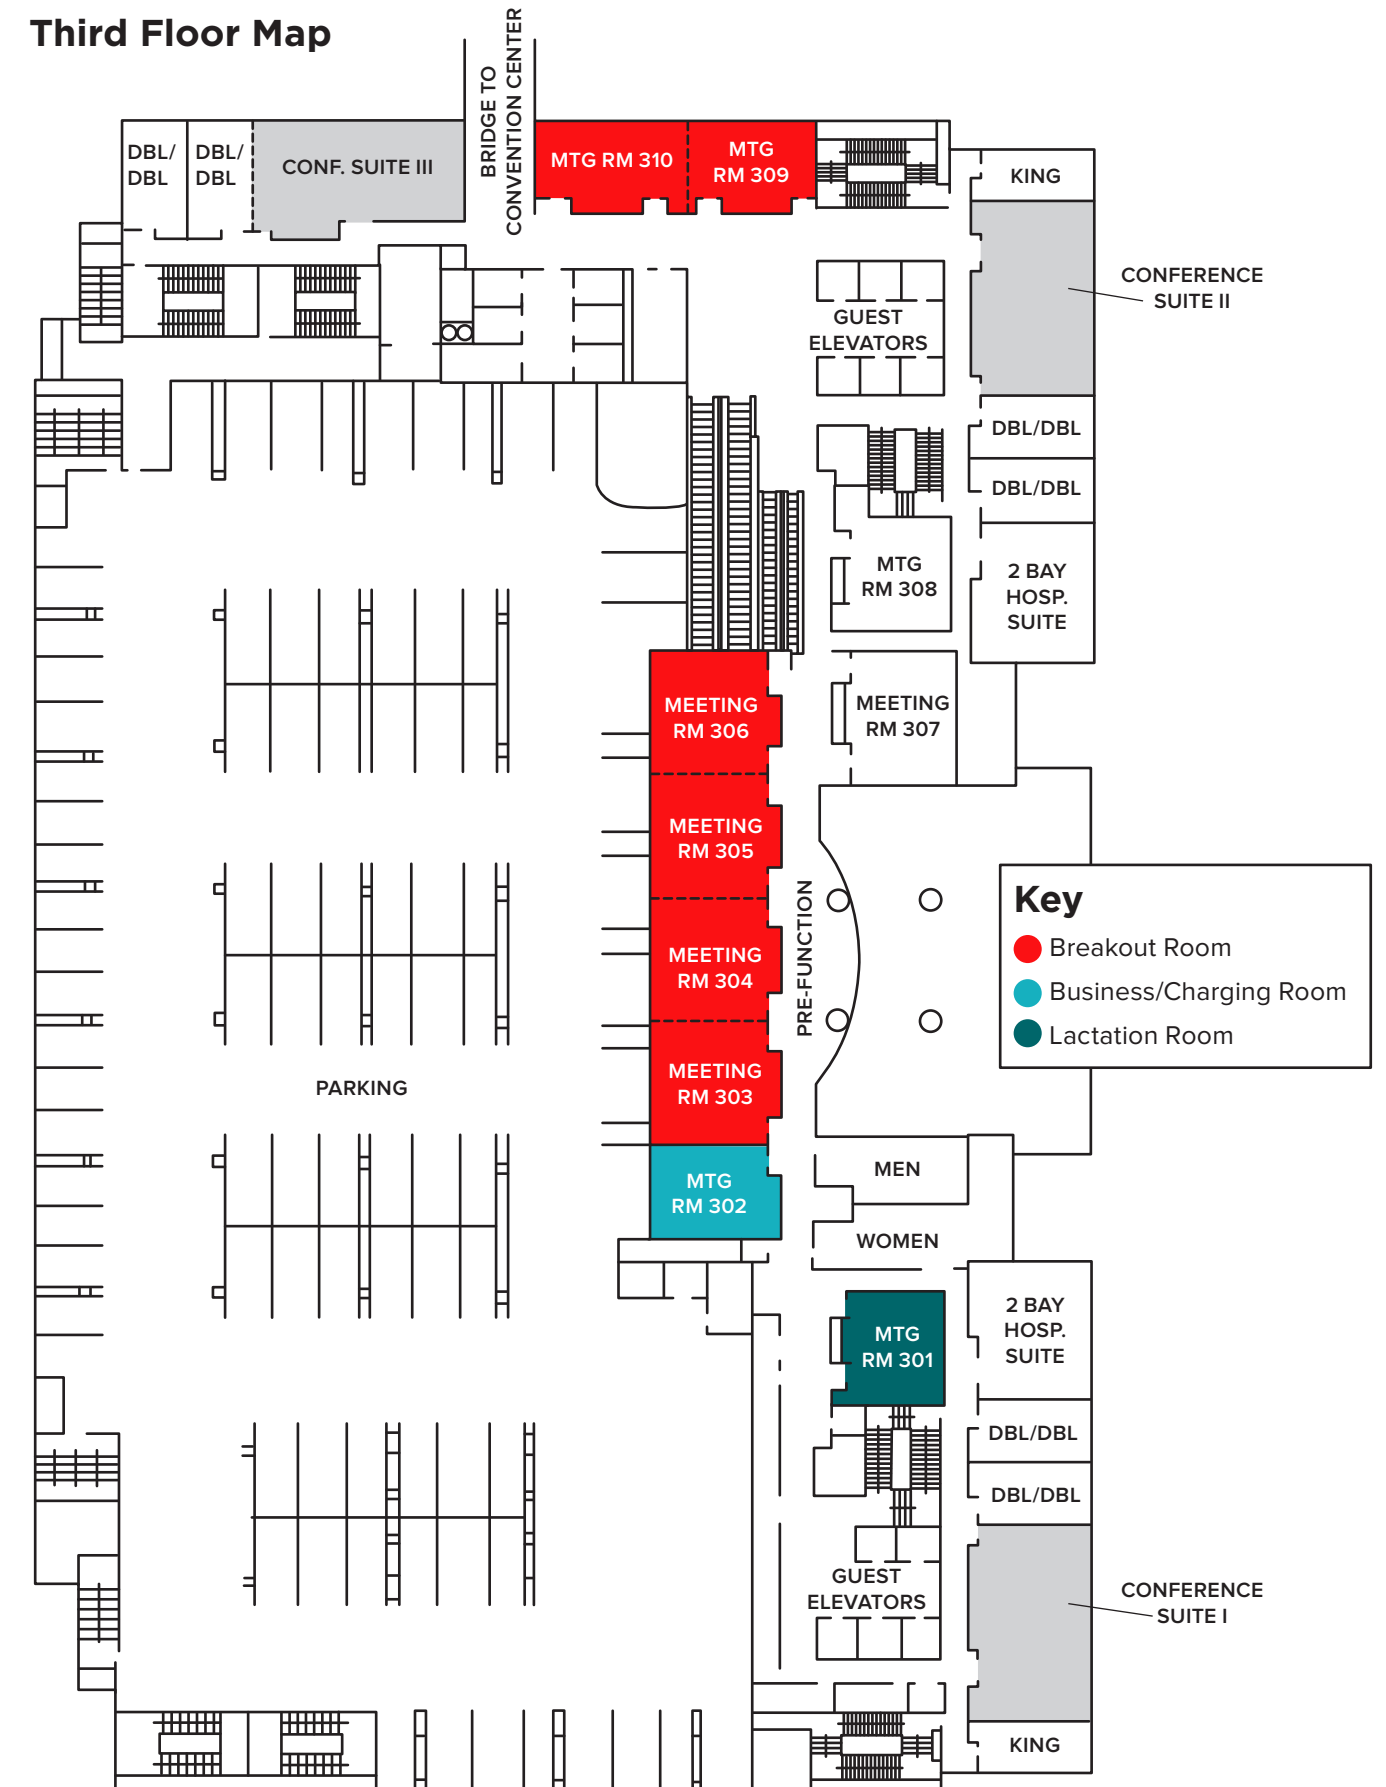 Third Floor Map
BRIDGE TO
CONVENTION CENTER
DBL/
DBL
DBL/
DBL
CONF. SUITE III
MTG RM 310
MTG
RM 309
KING
CONFERENCE
SUITE II
GUEST
ELEVATORS
DBL/DBL
DBL/DBL
MTG
RM 308
2 BAY
HOSP.
SUITE
MEETING
RM 306
MEETING
RM 307
MEETING
RM 305
PRE-FUNCTION
MEETING
RM 304
Key
Breakout Room
Business/Charging Room
Lactation Room
MEETING
RM 303
PARKING
MTG
RM 302
MEN
WOMEN
MTG
RM 301
2 BAY
HOSP.
SUITE
DBL/DBL
DBL/DBL
GUEST
ELEVATORS
CONFERENCE
SUITE I
KING